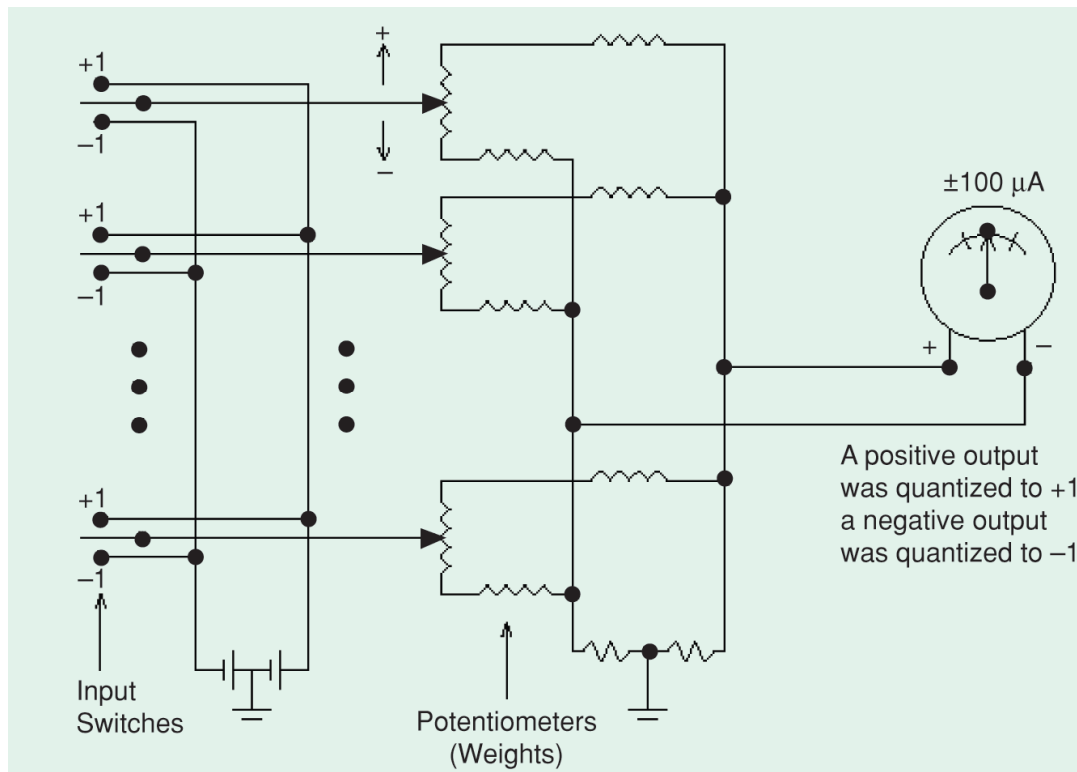 +
+1
–1
–
+1
–1
±100 µA
+ –
A positive output
was quantized to +1
a negative output
was quantized to –1
+1
–1
Input
Switches
Potentiometers
(Weights)